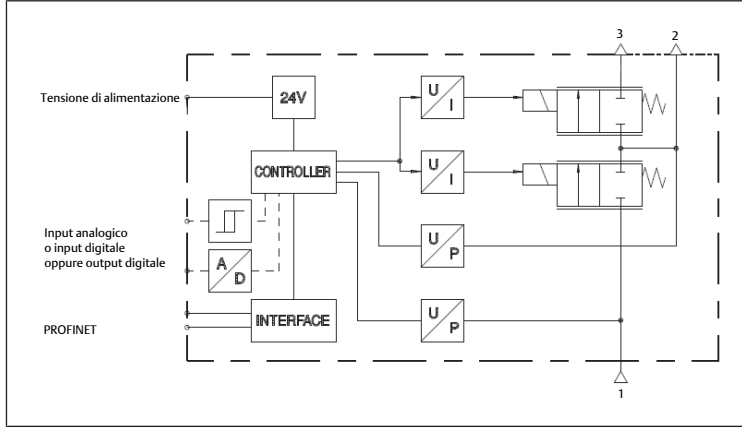 3
2
Tensione di alimentazione
24V
U
I
CONTROLLER
U
I
Input analogico
o input digitale
oppure output digitale
U
P
A
D
PROFINET
INTERFACE
U
P
1